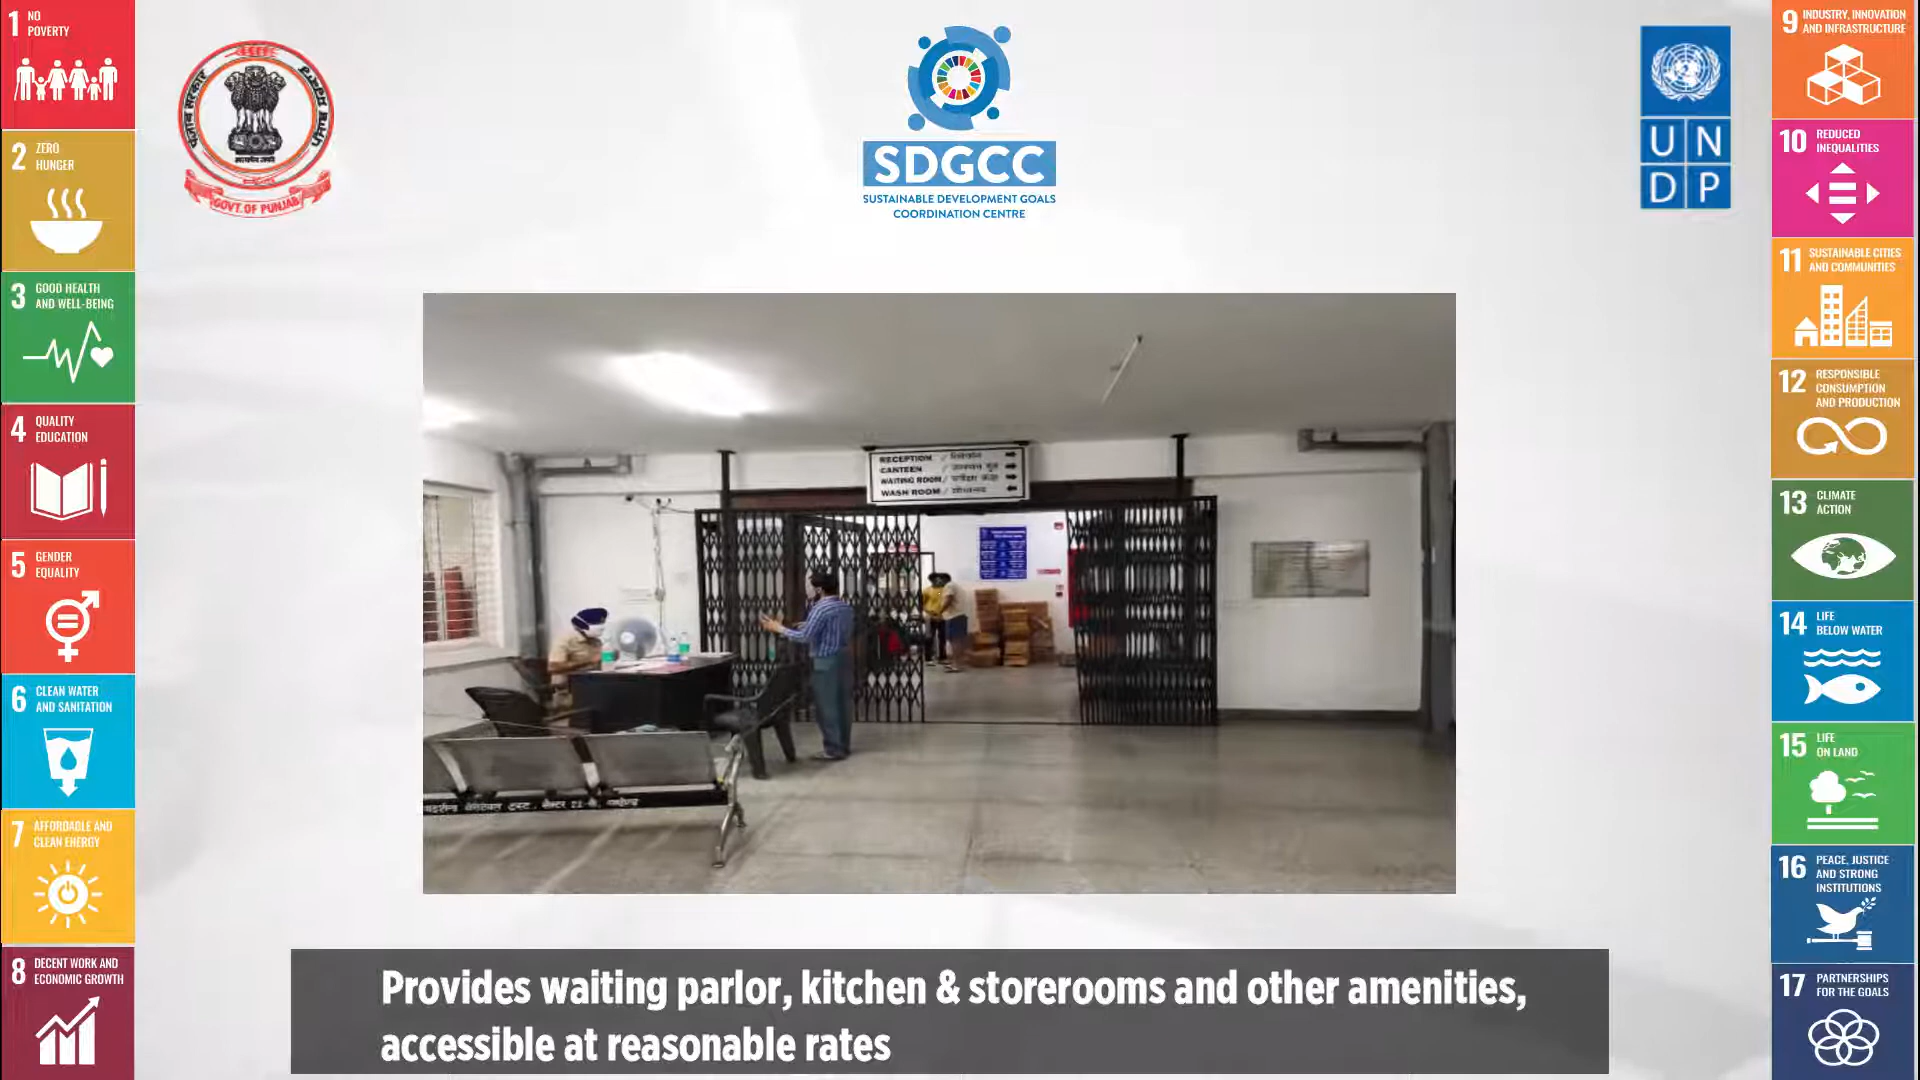 1 NO
POVERTY
2 ZERO
HUNGER
3 GOOD HEALTH
AND WELL-BEING
4 QUALITY
EDUCATION
5 GENDER
EQUALITY
6 CLEAN WATER
AND SANITATION
7 AFFORDABLE AND
CLEAN ENERGY
8 DECENT WORK AND
ECONOMIC GROWTH
GOVT. OF PUNJAB
SDGCC
SUSTAINABLE DEVELOPMENT GOALS
COORDINATION CENTRE
UN
DP
RECEPTION
CANTEEN
WAITING ROOM
WASH ROOM
Provides waiting parlor, kitchen & storerooms and other amenities,
accessible at reasonable rates
9 INDUSTRY, INNOVATION
AND INFRASTRUCTURE
10 REDUCED
INEQUALITIES
11 SUSTAINABLE CITIES
AND COMMUNITIES
12 RESPONSIBLE
CONSUMPTION
AND PRODUCTION
13 CLIMATE
ACTION
14 LIFE
BELOW WATER
15 LIFE
ON LAND
16 PEACE, JUSTICE
AND STRONG
INSTITUTIONS
17 PARTNERSHIPS
FOR THE GOALS